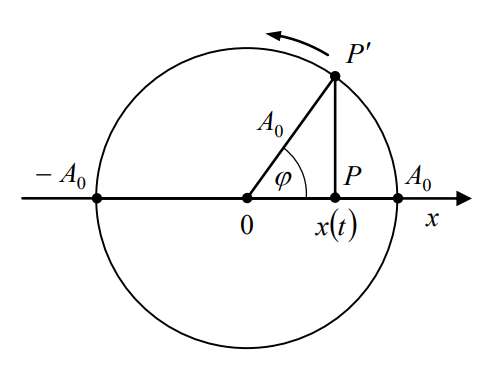 P′
A₀
− A₀
φ
P
A₀
0
x(t)
x